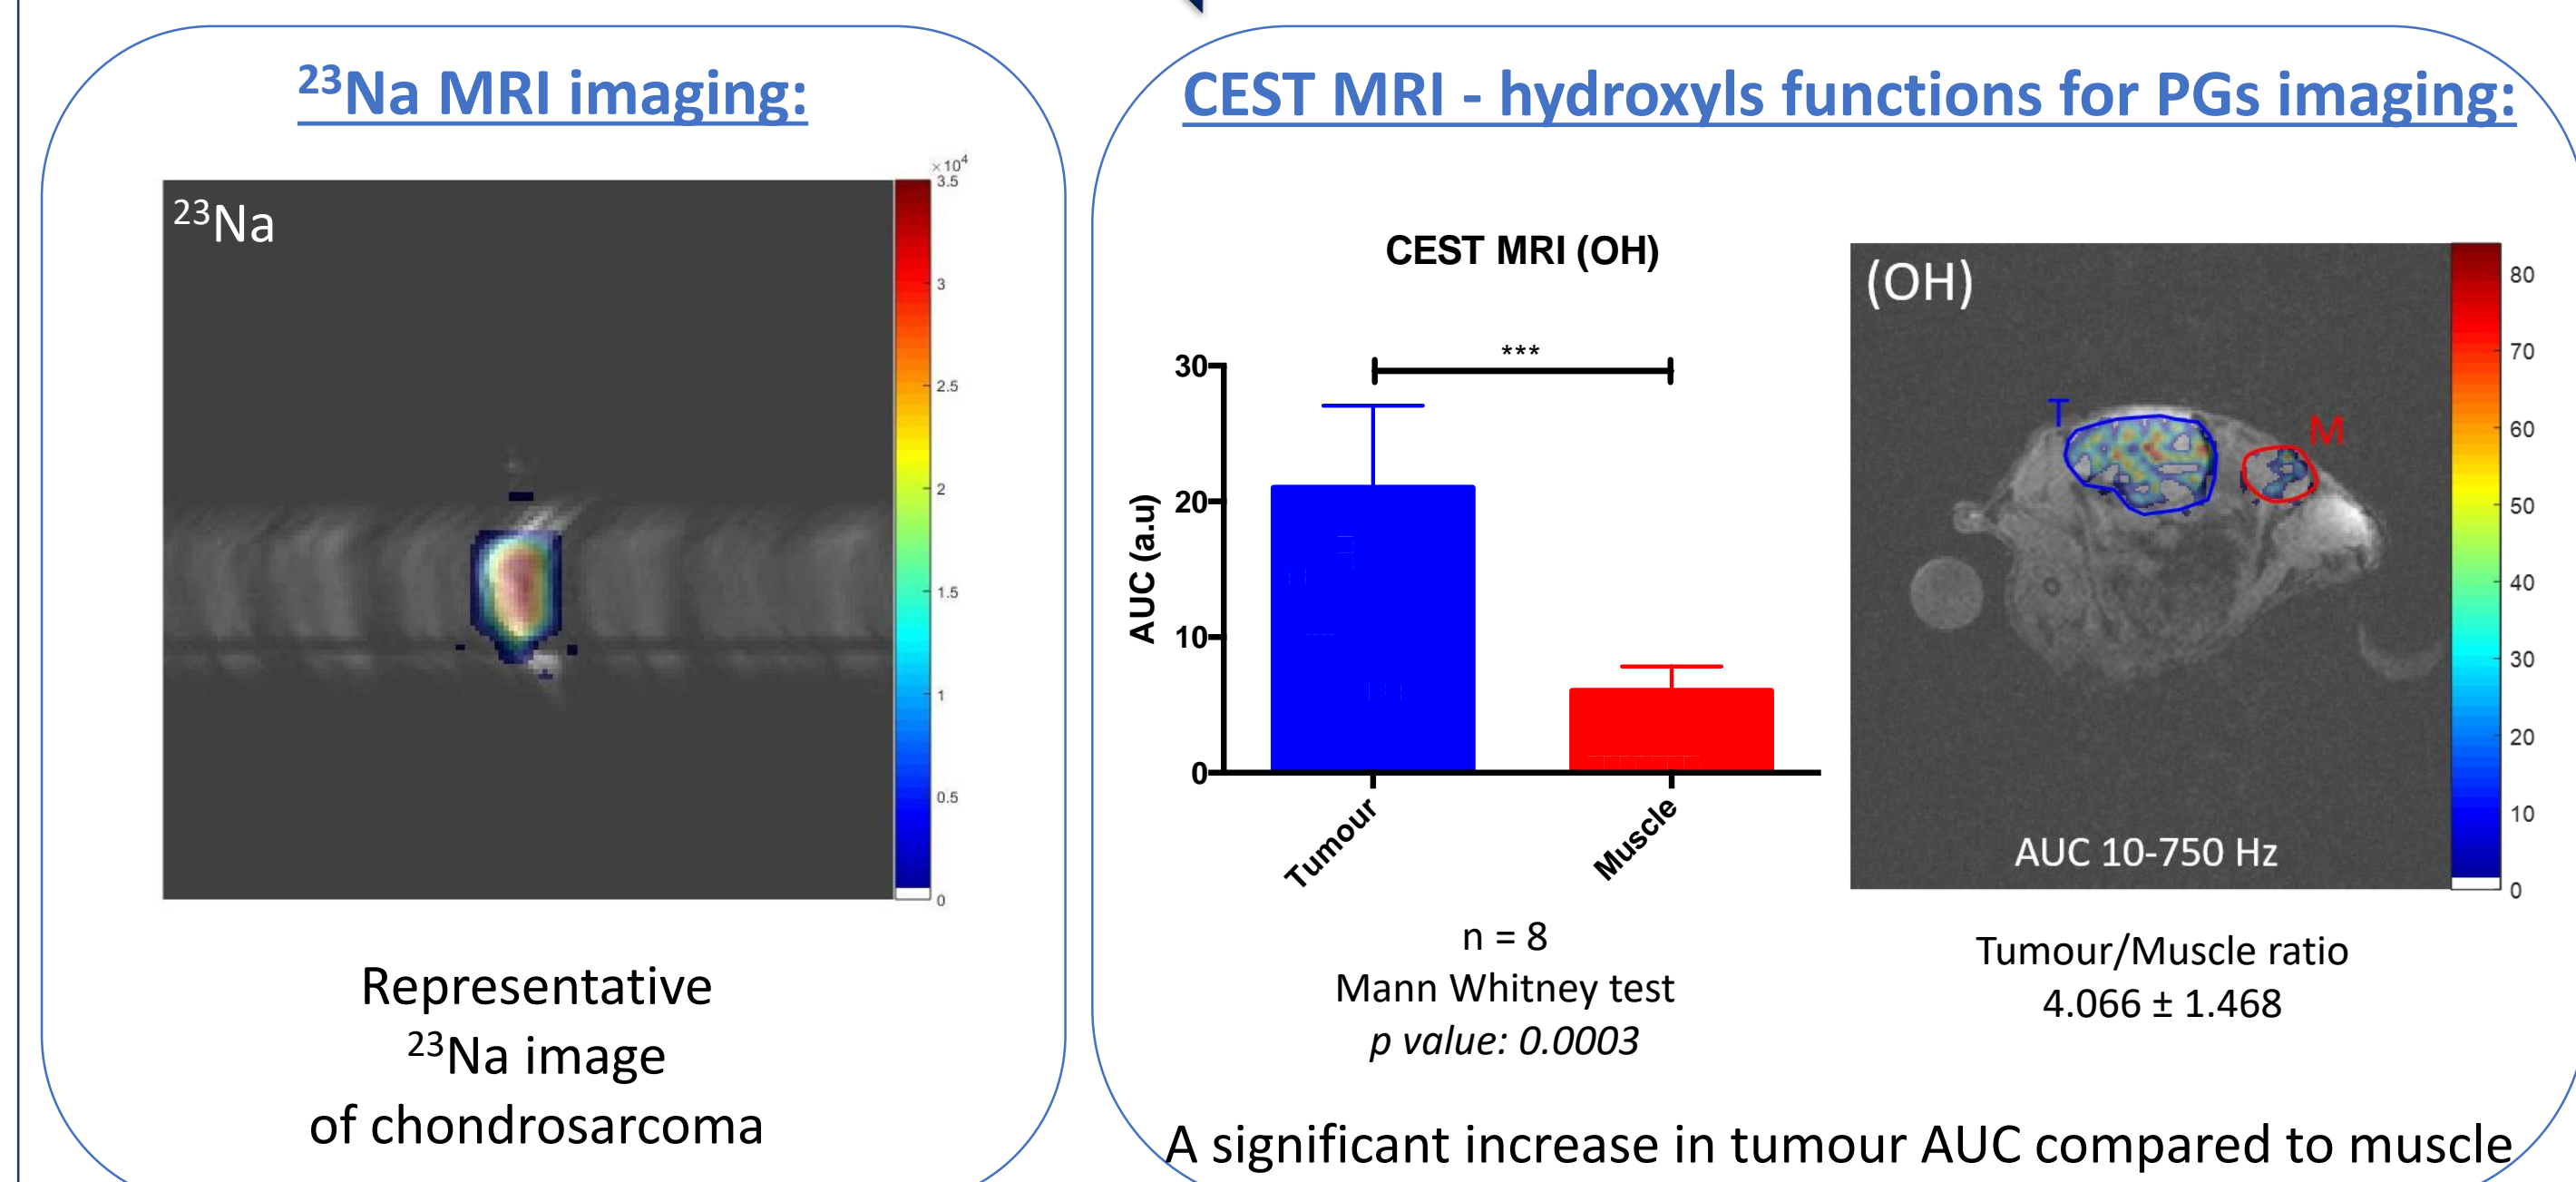 ²³Na MRI imaging:
²³Na
×10⁴
3.5
3
2.5
2
1.5
1
0.5
0
Representative
²³Na image
of chondrosarcoma
CEST MRI - hydroxyls functions for PGs imaging:
CEST MRI (OH)
***
30
20
10
0
AUC (a.u)
Tumour
Muscle
n = 8
Mann Whitney test
p value: 0.0003
(OH)
T
M
AUC 10-750 Hz
80
70
60
50
40
30
20
10
0
Tumour/Muscle ratio
4.066 ± 1.468
A significant increase in tumour AUC compared to muscle